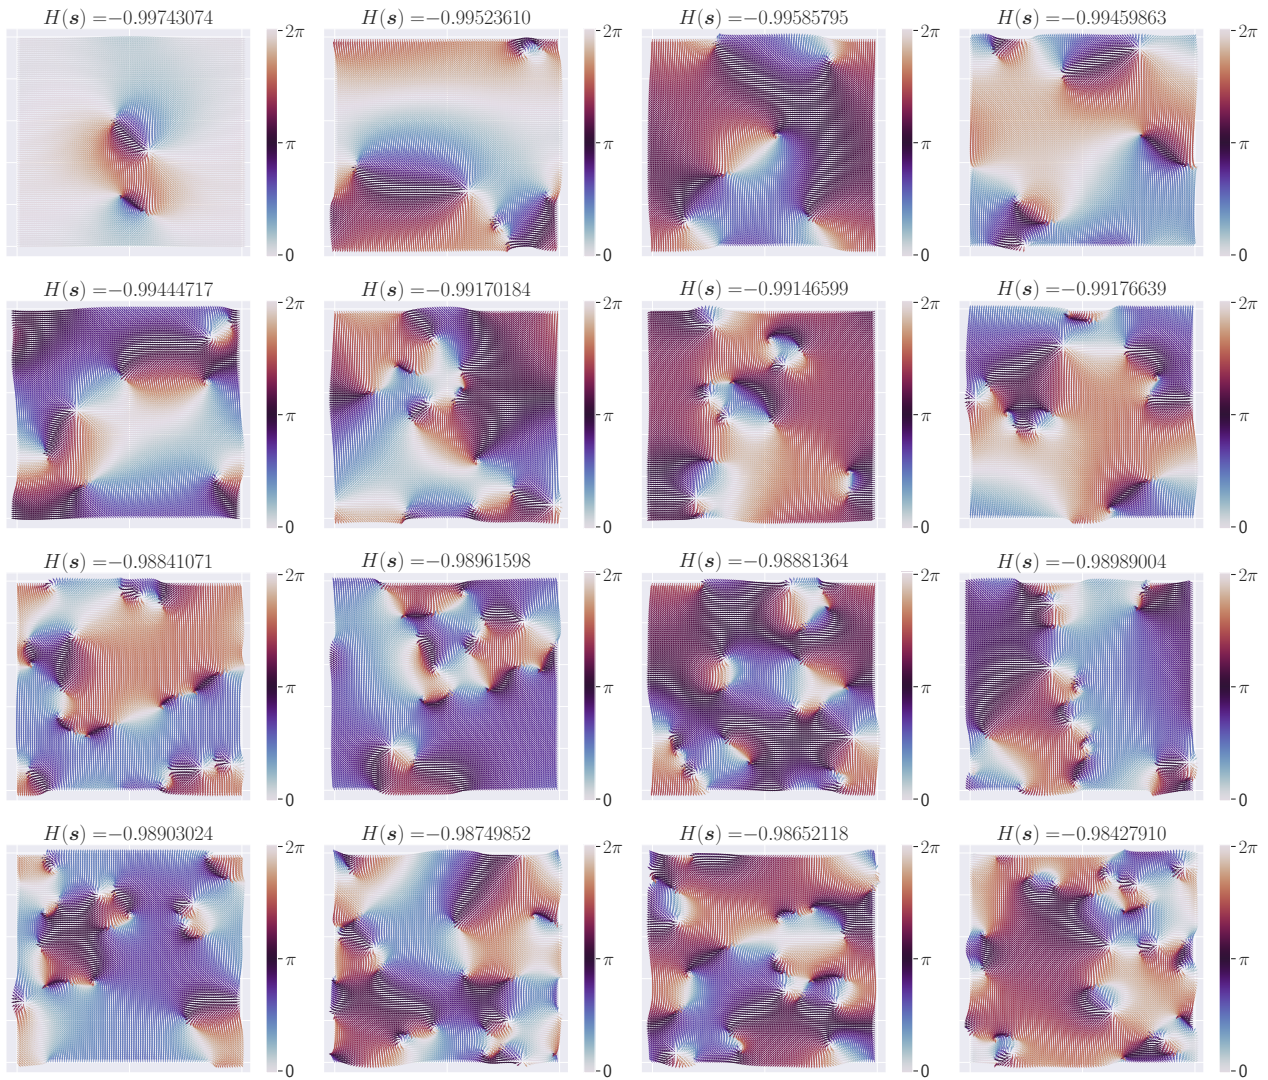 H(s) =−0.99743074 H(s) =−0.99523610 H(s) =−0.99585795 H(s) =−0.99459863
2π 2π 2π 2π
π π π π
0 0 0 0
H(s) =−0.99444717 H(s) =−0.99170184 H(s) =−0.99146599 H(s) =−0.99176639
2π 2π 2π 2π
π π π π
0 0 0 0
H(s) =−0.98841071 H(s) =−0.98961598 H(s) =−0.98881364 H(s) =−0.98989004
2π 2π 2π 2π
π π π π
0 0 0 0
H(s) =−0.98903024 H(s) =−0.98749852 H(s) =−0.98652118 H(s) =−0.98427910
2π 2π 2π 2π
π π π π
0 0 0 0